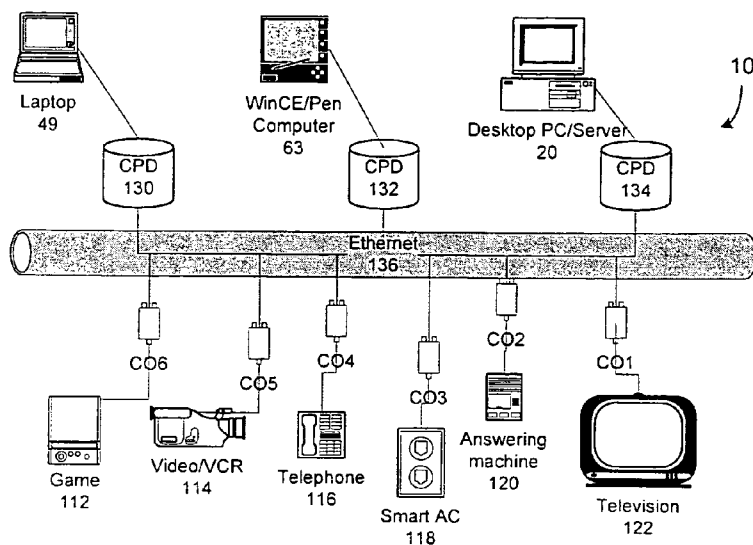 Laptop
49
WinCE/Pen
Computer
63
Desktop PC/Server
20
10
CPD
130
CPD
132
CPD
134
Ethernet
136
CO6
CO5
CO4
CO3
CO2
CO1
Game
112
Video/VCR
114
Telephone
116
Smart AC
118
Answering
machine
120
Television
122